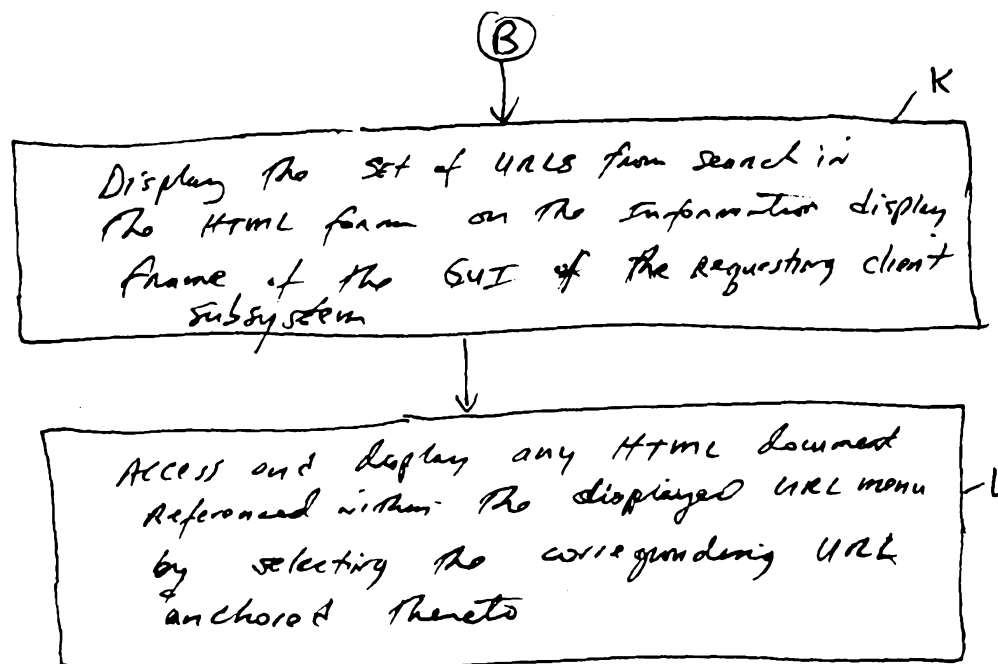 B
K
Display the set of URLs from search in
the HTML form on the Information display
frame of the GUI of the Requesting client
subsystem
Access and display any HTML document
Referenced within the displayed URL menu
L
by selecting the corresponding URL
anchored thereto